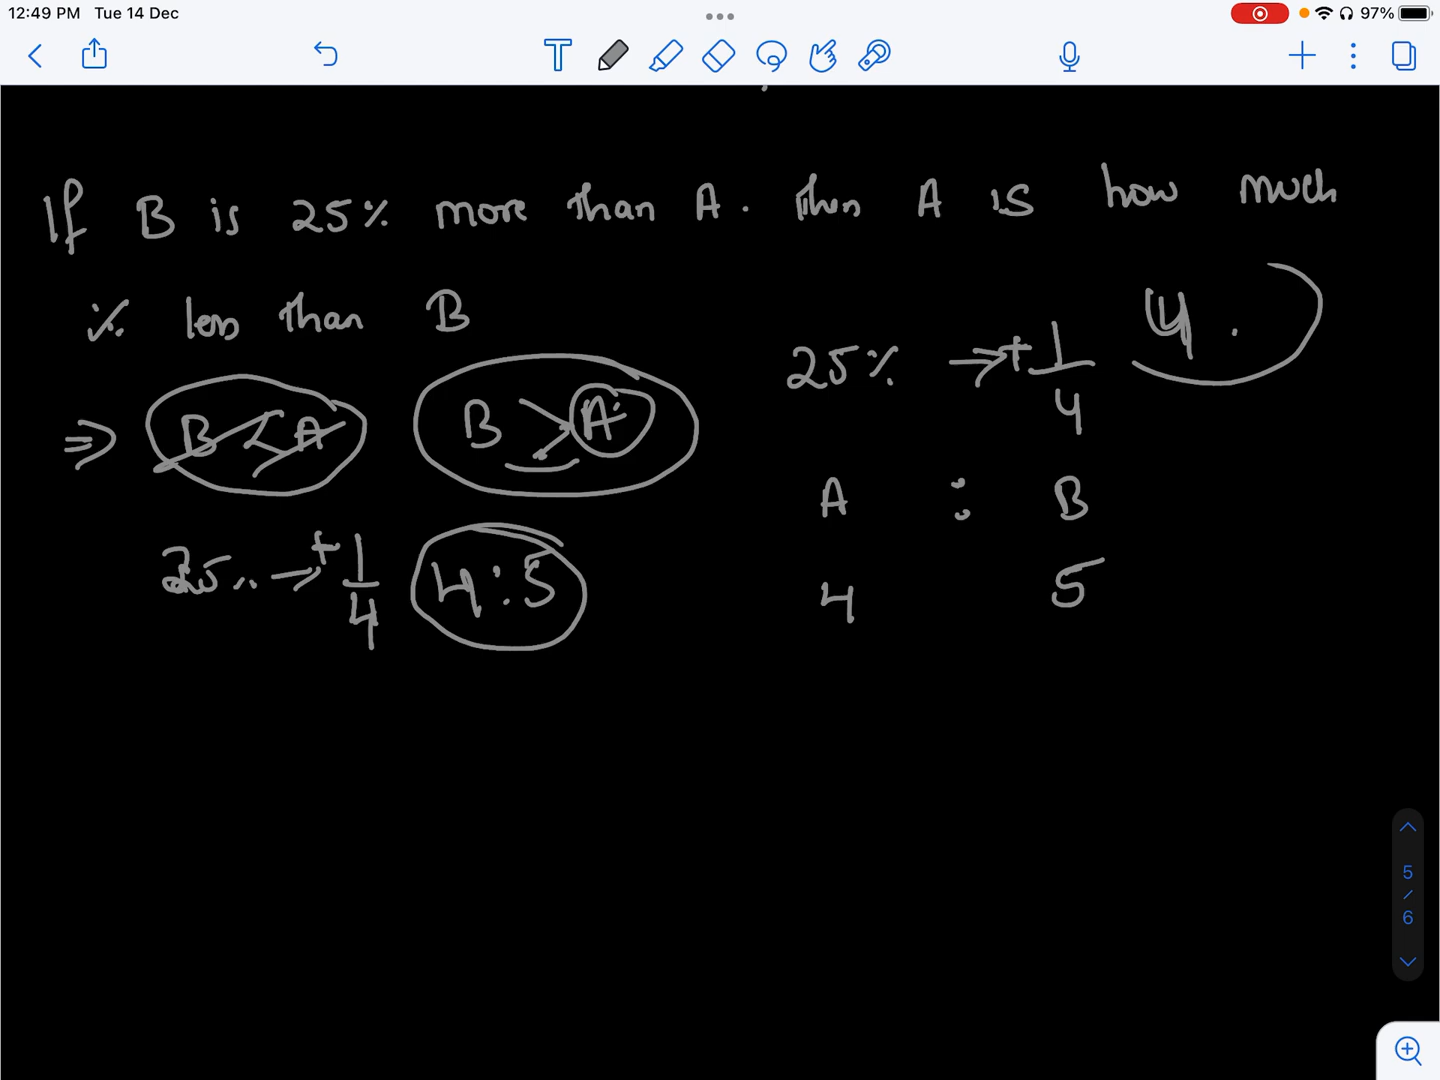 12:49 PM Tue 14 Dec
97%
T
If B is 25% more than A. Then A is how much
% less than B
25% → + 1/4
4 .
⇒ B < A B > A
A : B
25% → + 1/4 4 : 5
4 5
5
/
6